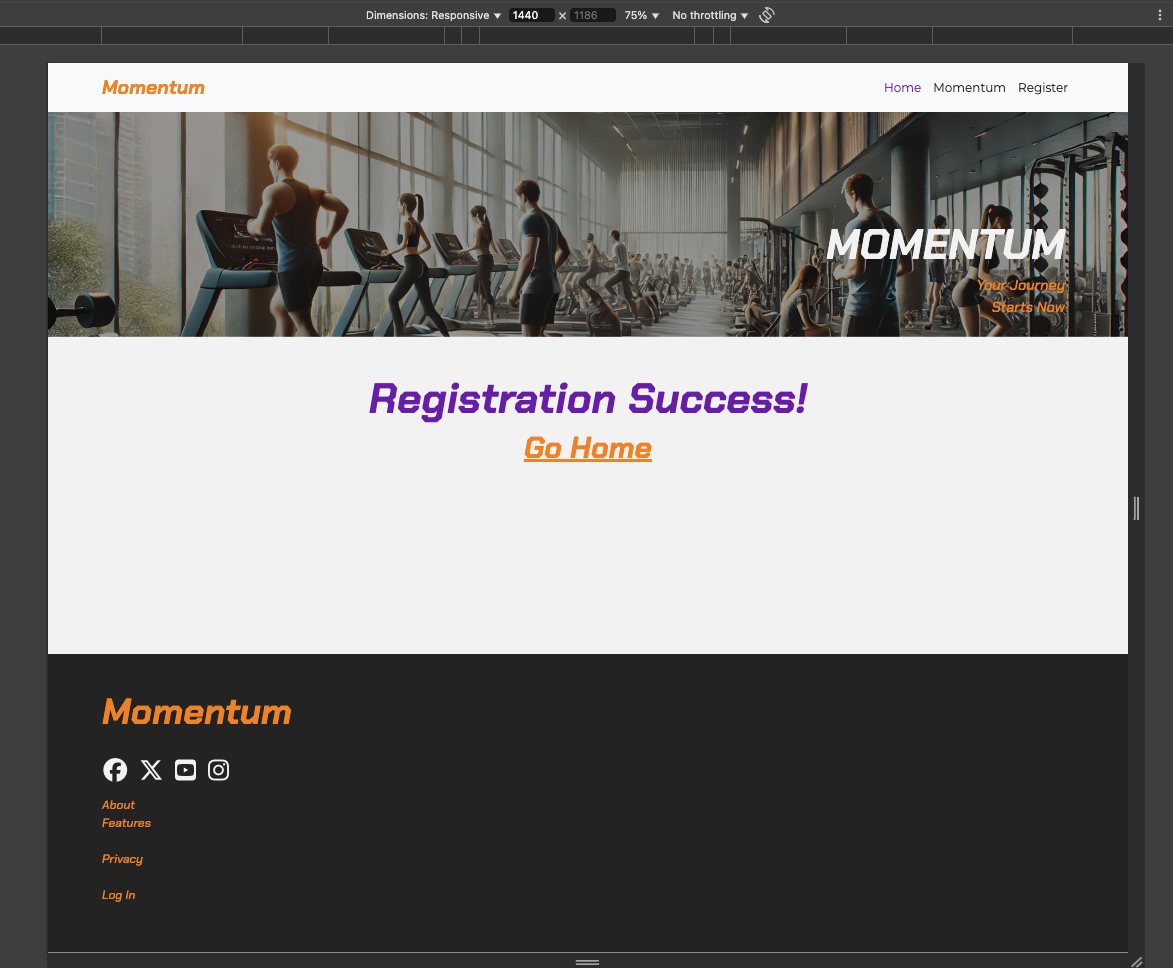 Dimensions: Responsive ▼ 1440 × 1186 75% ▼ No throttling ▼
Momentum Home Momentum Register
MOMENTUM
Your Journey
Starts Now
Registration Success!
Go Home
Momentum
About
Features
Privacy
Log In